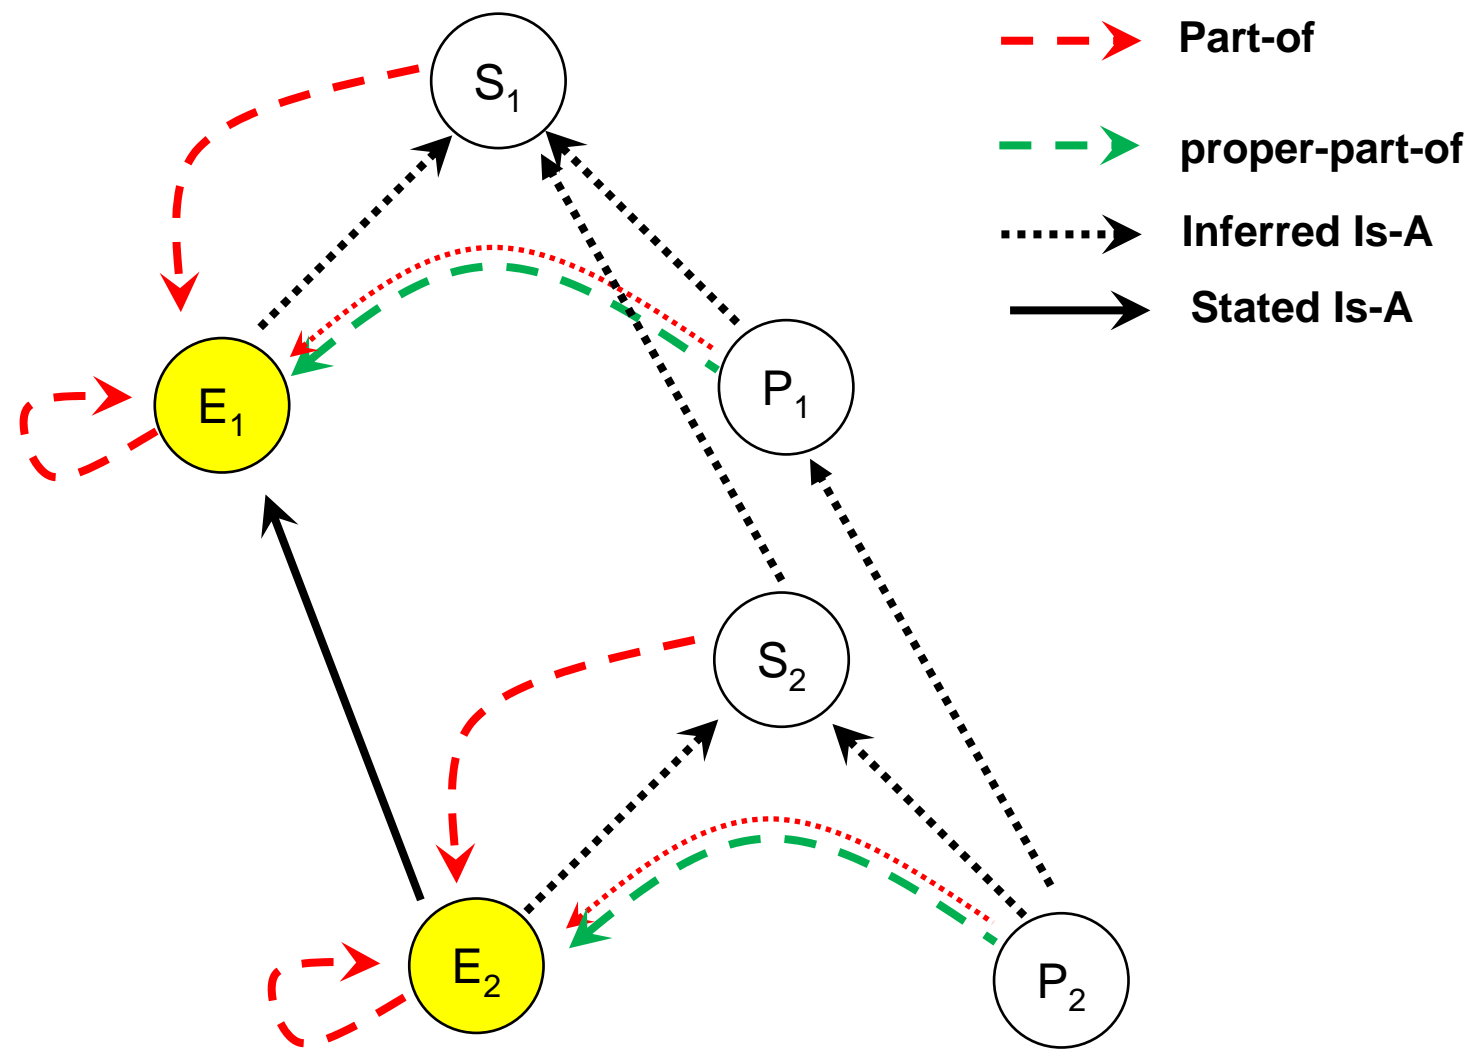 S1
Part-of
proper-part-of
Inferred Is-A
Stated Is-A
E1
P1
S2
E2
P2